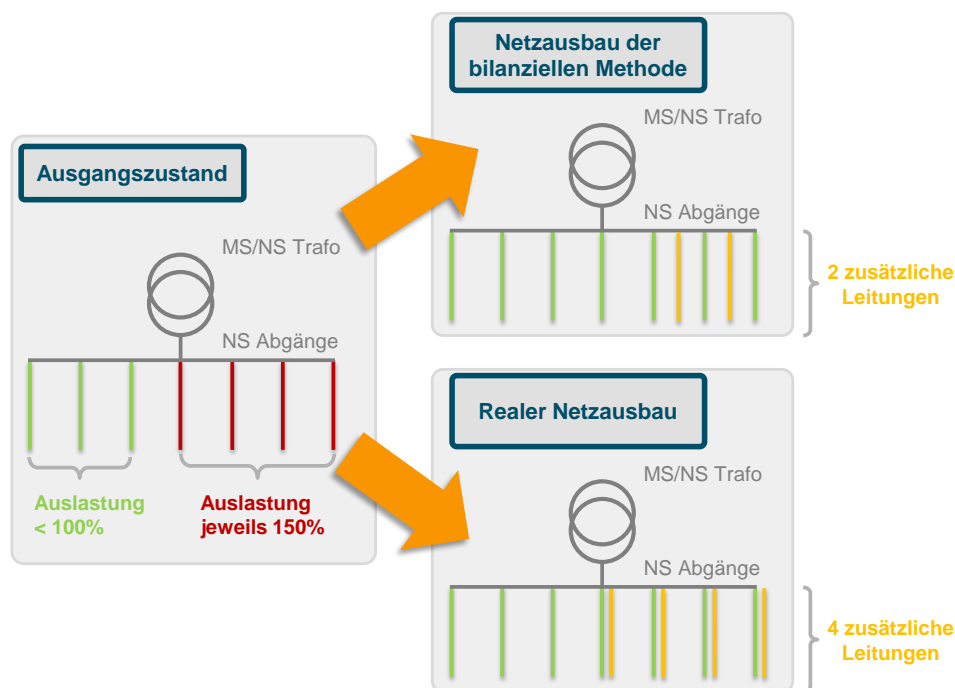 Ausgangszustand
MS/NS Trafo
NS Abgänge
Auslastung
< 100%
Auslastung
jeweils 150%
Netzausbau der
bilanziellen Methode
MS/NS Trafo
NS Abgänge
2 zusätzliche
Leitungen
Realer Netzausbau
MS/NS Trafo
NS Abgänge
4 zusätzliche
Leitungen